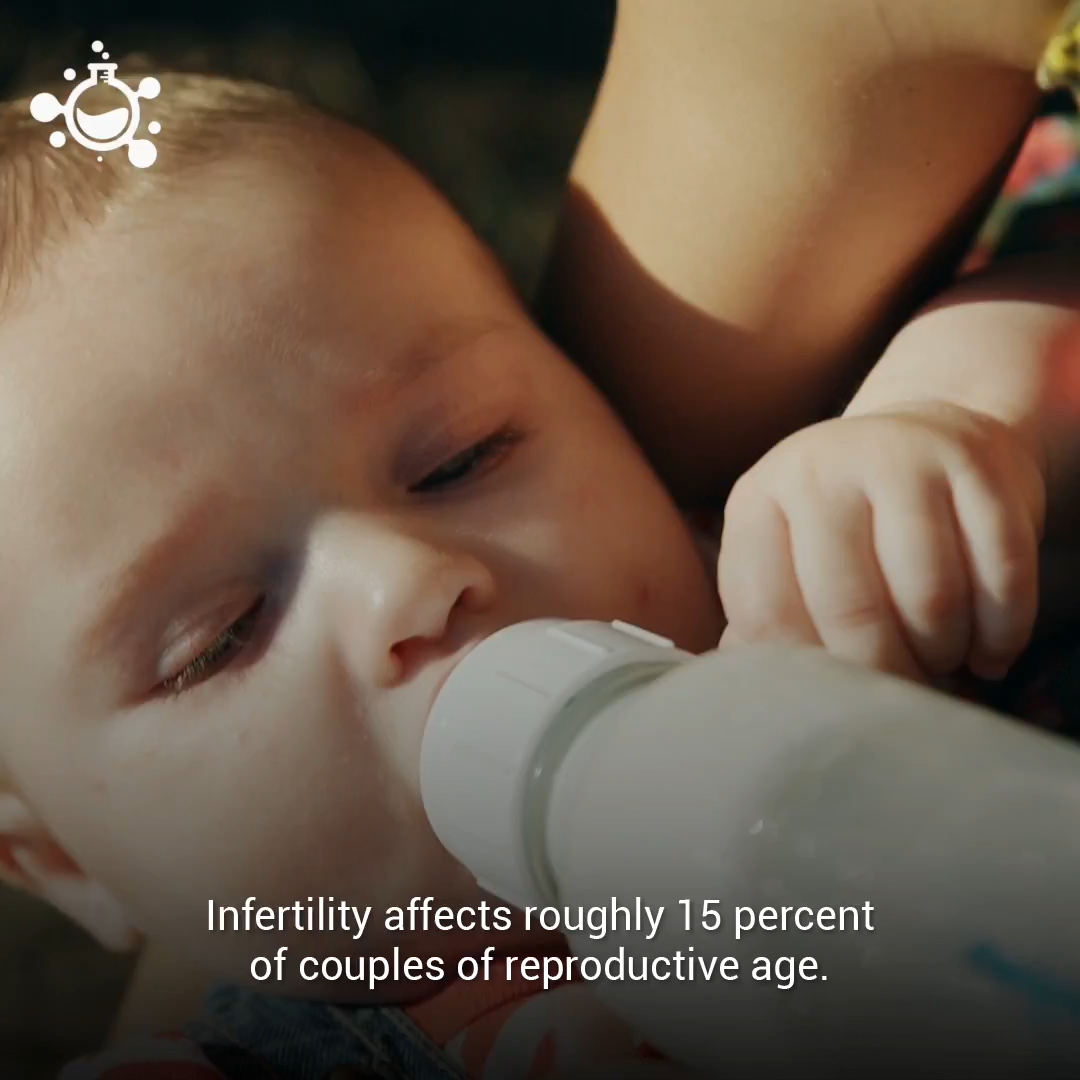 Infertility affects roughly 15 percent
of couples of reproductive age.